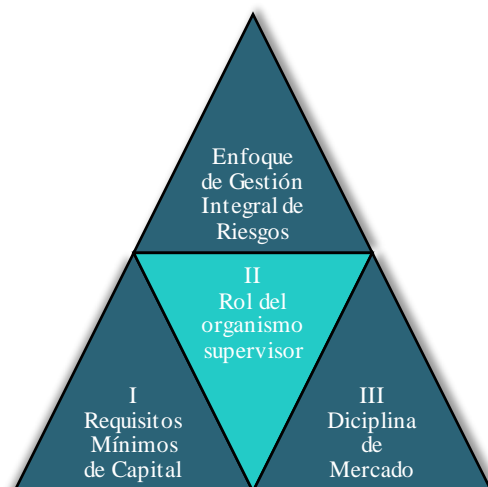 Enfoque
de Gestión
Integral de
Riesgos
II
Rol del
organismo
supervisor
I
Requisitos
Mínimos
de Capital
III
Diciplina
de
Mercado